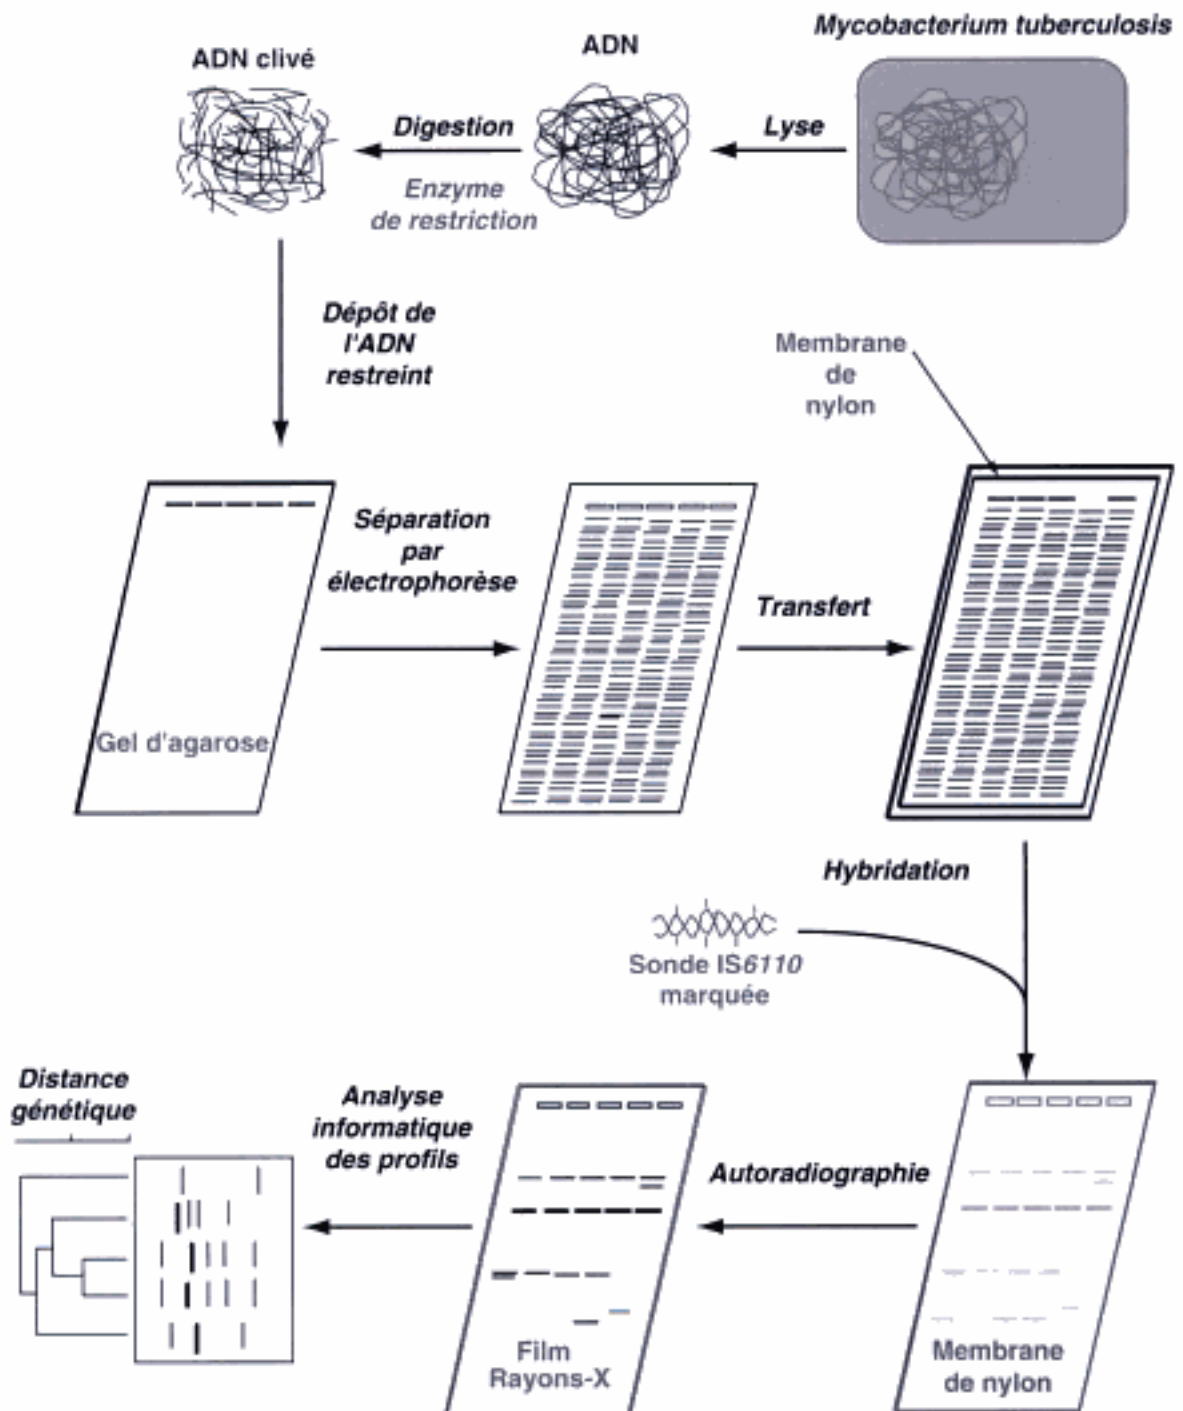 Mycobacterium tuberculosis
ADN
ADN clivé
Lyse
Digestion
Enzyme
de restriction
Dépôt de
l'ADN
restreint
Membrane
de
nylon
Séparation
par
électrophorèse
Transfert
Gel d'agarose
Hybridation
Sonde IS6110
marquée
Distance
génétique
Analyse
informatique
des profils
Autoradiographie
Film
Rayons-X
Membrane
de nylon